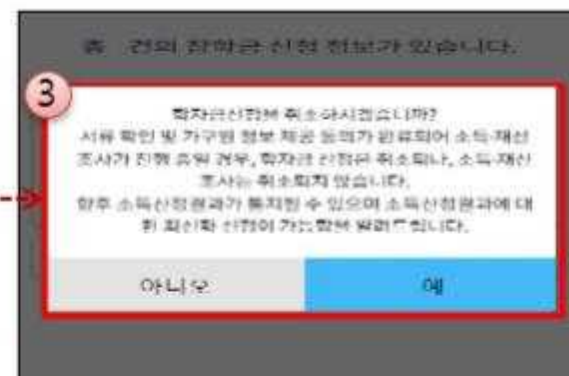 총 건의 장학금 신청 정보가 있습니다.
3
학자금신청을 취소하시겠습니까?
서류 확인 및 가구원 정보 제공 동의가 완료되어 소득·재산
조사가 진행 중일 경우, 학자금 신청은 취소되나, 소득·재산
조사는 취소되지 않습니다.
향후 소득산정결과가 통지될 수 있으며 소득산정결과에 대
한 최신화 신청이 가능함을 알려드립니다.
아니오
예